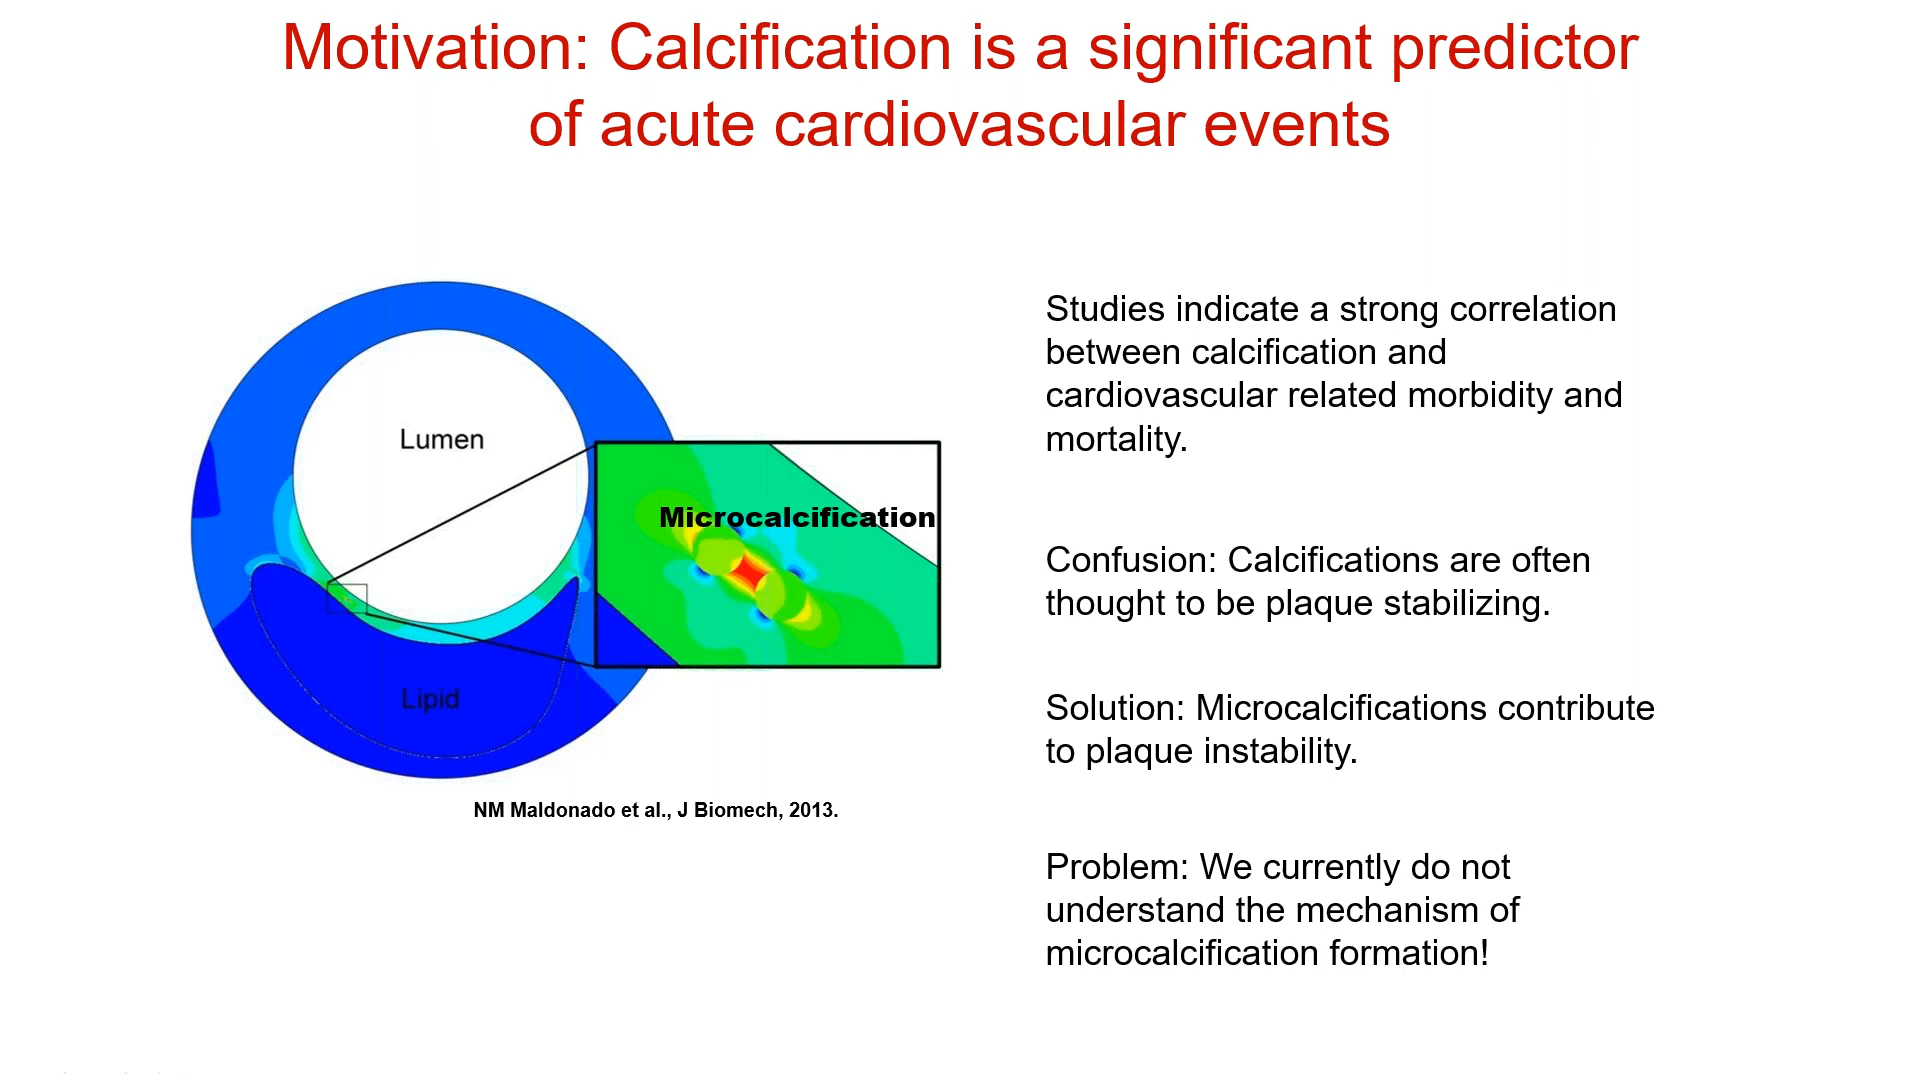 Motivation: Calcification is a significant predictor
of acute cardiovascular events
Lumen
Microcalcification
Lipid
NM Maldonado et al., J Biomech, 2013.
Studies indicate a strong correlation
between calcification and
cardiovascular related morbidity and
mortality.
Confusion: Calcifications are often
thought to be plaque stabilizing.
Solution: Microcalcifications contribute
to plaque instability.
Problem: We currently do not
understand the mechanism of
microcalcification formation!